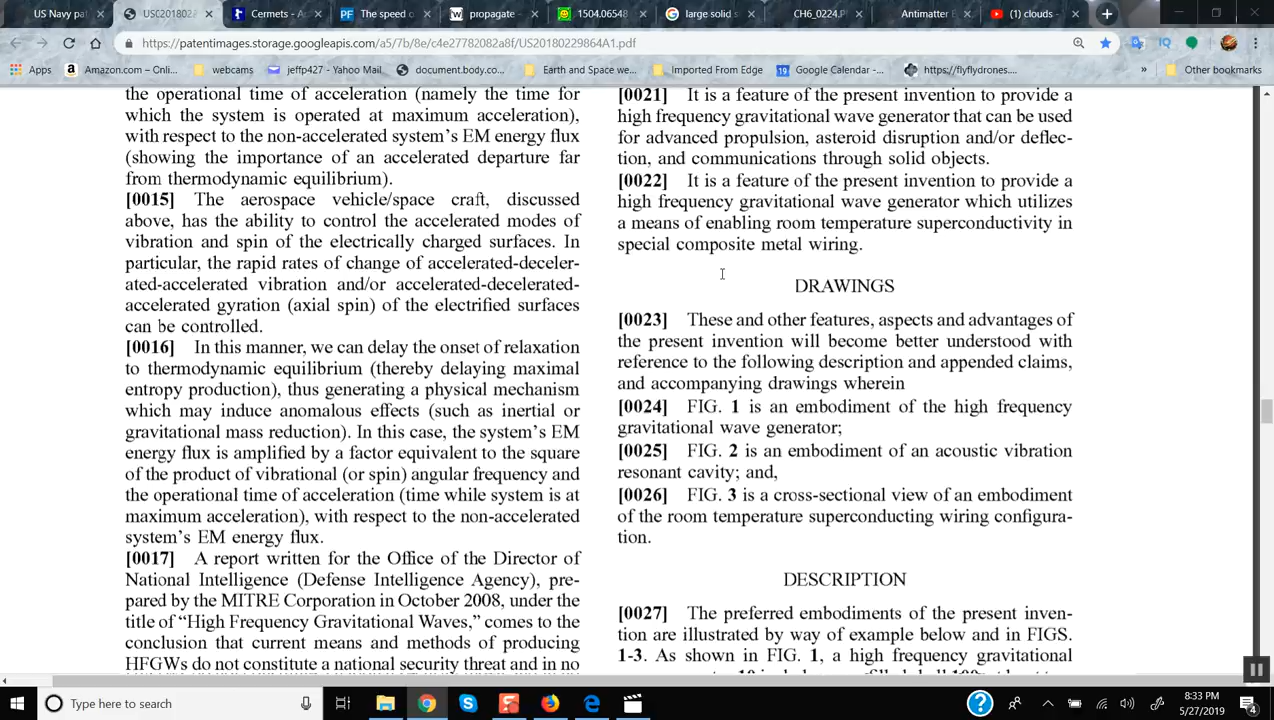 US Navy pat
US0201802
Cermets - A
PF The speed o
w propagate -
1504.06548
large solid s
CH6_0224.P
Antimatter E
(1) clouds -
https://patentimages.storage.googleapis.com/a5/7b/8e/c4e27782082a8f/US20180229864A1.pdf
Apps
Amazon.com – Onli...
webcams
jeffp427 - Yahoo Mail
document.body.co...
Earth and Space we...
Imported From Edge
Google Calendar -...
https://flyflydrones....
»
Other bookmarks
the operational time of acceleration (namely the time for
which the system is operated at maximum acceleration),
with respect to the non-accelerated system's EM energy flux
(showing the importance of an accelerated departure far
from thermodynamic equilibrium).
[0015] The aerospace vehicle/space craft, discussed
above, has the ability to control the accelerated modes of
vibration and spin of the electrically charged surfaces. In
particular, the rapid rates of change of accelerated-deceler-
ated-accelerated vibration and/or accelerated-decelerated-
accelerated gyration (axial spin) of the electrified surfaces
can be controlled.
[0016] In this manner, we can delay the onset of relaxation
to thermodynamic equilibrium (thereby delaying maximal
entropy production), thus generating a physical mechanism
which may induce anomalous effects (such as inertial or
gravitational mass reduction). In this case, the system's EM
energy flux is amplified by a factor equivalent to the square
of the product of vibrational (or spin) angular frequency and
the operational time of acceleration (time while system is at
maximum acceleration), with respect to the non-accelerated
system's EM energy flux.
[0017] A report written for the Office of the Director of
National Intelligence (Defense Intelligence Agency), pre-
pared by the MITRE Corporation in October 2008, under the
title of “High Frequency Gravitational Waves,” comes to the
conclusion that current means and methods of producing
HFGWs do not constitute a national security threat and in no
[0021] It is a feature of the present invention to provide a
high frequency gravitational wave generator that can be used
for advanced propulsion, asteroid disruption and/or deflec-
tion, and communications through solid objects.
[0022] It is a feature of the present invention to provide a
high frequency gravitational wave generator which utilizes
a means of enabling room temperature superconductivity in
special composite metal wiring.
DRAWINGS
[0023] These and other features, aspects and advantages of
the present invention will become better understood with
reference to the following description and appended claims,
and accompanying drawings wherein
[0024] FIG. 1 is an embodiment of the high frequency
gravitational wave generator;
[0025] FIG. 2 is an embodiment of an acoustic vibration
resonant cavity; and,
[0026] FIG. 3 is a cross-sectional view of an embodiment
of the room temperature superconducting wiring configura-
tion.
DESCRIPTION
[0027] The preferred embodiments of the present inven-
tion are illustrated by way of example below and in FIGS.
1-3. As shown in FIG. 1, a high frequency gravitational
Type here to search
8:33 PM
5/27/2019
4